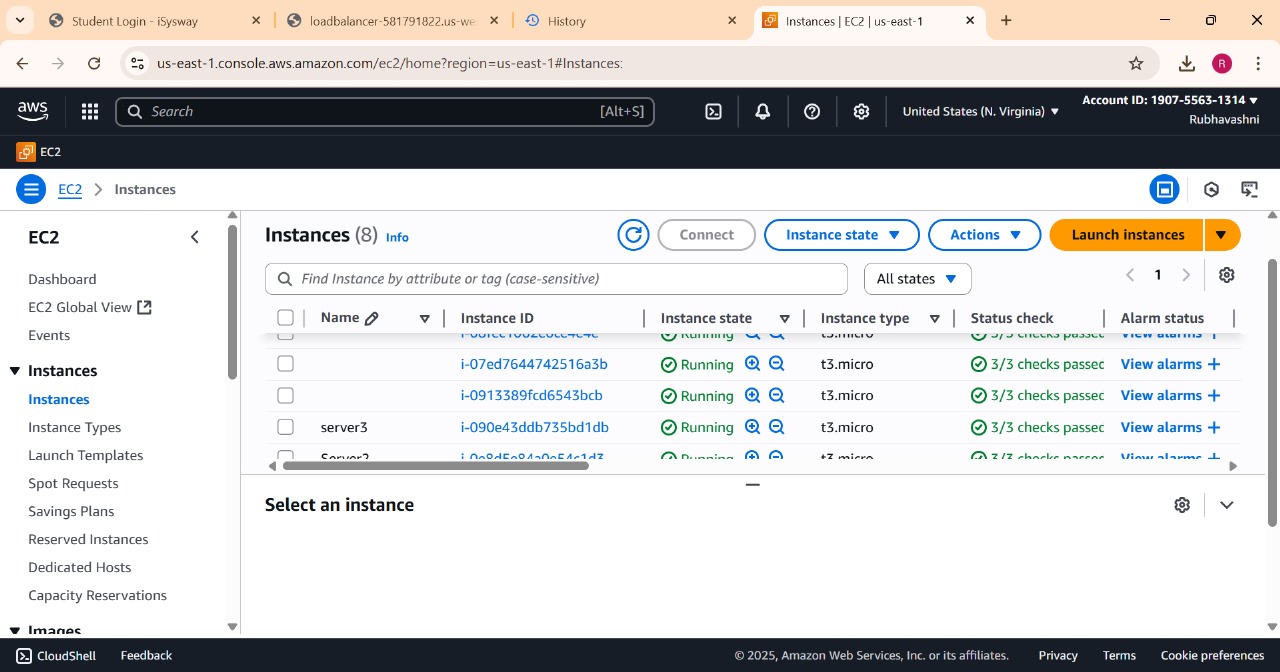 Student Login - iSysway
loadbalancer-581791822.us-we
History
Instances | EC2 | us-east-1
us-east-1.console.aws.amazon.com/ec2/home?region=us-east-1#Instances:
R
aws
Search [Alt+S]
United States (N. Virginia)
Account ID: 1907-5563-1314
Rubhavashni
EC2
EC2 Instances
EC2
Dashboard
EC2 Global View
Events
Instances
Instances
Instance Types
Launch Templates
Spot Requests
Savings Plans
Reserved Instances
Dedicated Hosts
Capacity Reservations
Images
Instances (8) Info
Connect
Instance state
Actions
Launch instances
Find Instance by attribute or tag (case-sensitive)
All states
1
Name Instance ID Instance state Instance type Status check Alarm status
Running t3.micro 3/3 checks passec View alarms +
i-07ed7644742516a3b Running t3.micro 3/3 checks passec View alarms +
i-0913389fcd6543bcb Running t3.micro 3/3 checks passec View alarms +
server3 i-090e43ddb735bd1db Running t3.micro 3/3 checks passec View alarms +
Server2 i-0e8d5e84a0e54c1d3 Running t3.micro 3/3 checks passec View alarms +
Select an instance
CloudShell Feedback © 2025, Amazon Web Services, Inc. or its affiliates. Privacy Terms Cookie preferences